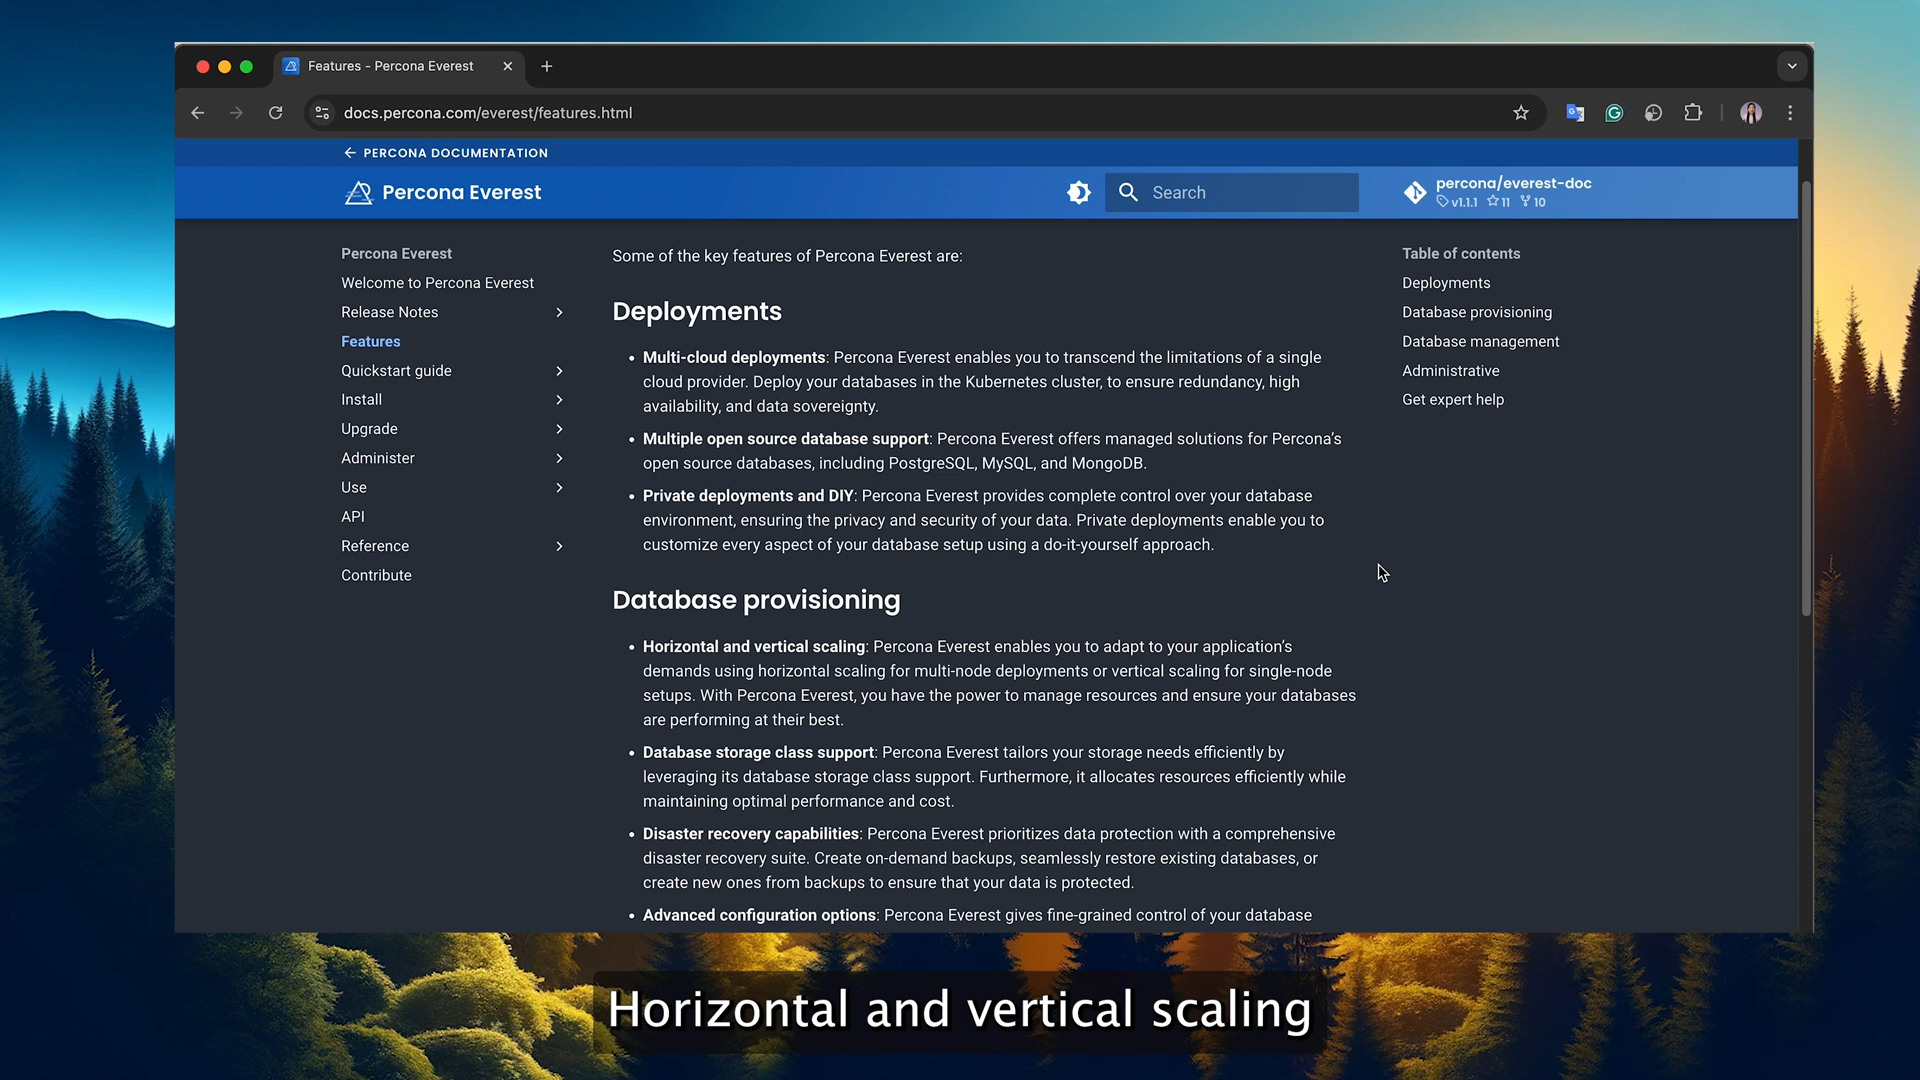 Features - Percona Everest
docs.percona.com/everest/features.html
PERCONA DOCUMENTATION
Percona Everest
Search
percona/everest-doc
v1.1.1 11 10
Percona Everest
Welcome to Percona Everest
Release Notes
Features
Quickstart guide
Install
Upgrade
Administer
Use
API
Reference
Contribute
Some of the key features of Percona Everest are:
Deployments
• Multi-cloud deployments: Percona Everest enables you to transcend the limitations of a single
cloud provider. Deploy your databases in the Kubernetes cluster, to ensure redundancy, high
availability, and data sovereignty.
• Multiple open source database support: Percona Everest offers managed solutions for Percona’s
open source databases, including PostgreSQL, MySQL, and MongoDB.
• Private deployments and DIY: Percona Everest provides complete control over your database
environment, ensuring the privacy and security of your data. Private deployments enable you to
customize every aspect of your database setup using a do-it-yourself approach.
Database provisioning
• Horizontal and vertical scaling: Percona Everest enables you to adapt to your application’s
demands using horizontal scaling for multi-node deployments or vertical scaling for single-node
setups. With Percona Everest, you have the power to manage resources and ensure your databases
are performing at their best.
• Database storage class support: Percona Everest tailors your storage needs efficiently by
leveraging its database storage class support. Furthermore, it allocates resources efficiently while
maintaining optimal performance and cost.
• Disaster recovery capabilities: Percona Everest prioritizes data protection with a comprehensive
disaster recovery suite. Create on-demand backups, seamlessly restore existing databases, or
create new ones from backups to ensure that your data is protected.
• Advanced configuration options: Percona Everest gives fine-grained control of your database
Table of contents
Deployments
Database provisioning
Database management
Administrative
Get expert help
Horizontal and vertical scaling